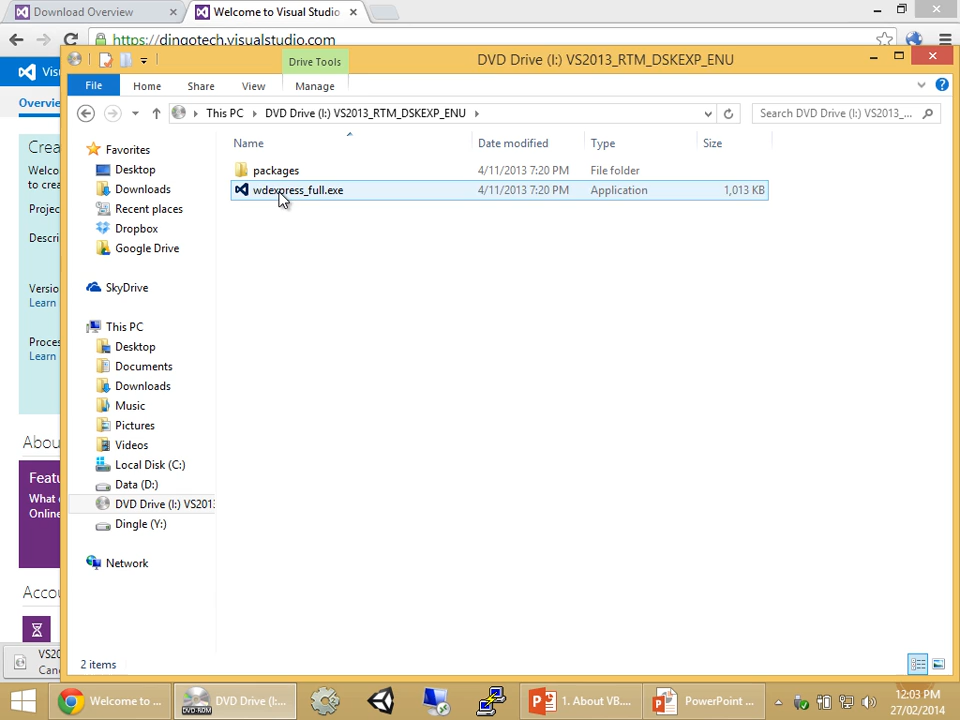 Download Overview
Welcome to Visual Studio
https://dingotech.visualstudio.com
Drive Tools
DVD Drive (I:) VS2013_RTM_DSKEXP_ENU
File
Home
Share
View
Manage
This PC
DVD Drive (I:) VS2013_RTM_DSKEXP_ENU
Search DVD Drive (I:) VS2013_...
Overvie
Name
Date modified
Type
Size
packages
4/11/2013 7:20 PM
File folder
wdexpress_full.exe
4/11/2013 7:20 PM
Application
1,013 KB
Favorites
Desktop
Downloads
Recent places
Dropbox
Google Drive
SkyDrive
This PC
Desktop
Documents
Downloads
Music
Pictures
Videos
Local Disk (C:)
Data (D:)
DVD Drive (I:) VS201
Dingle (Y:)
Network
Crea
Welco
to crea
Projec
Descri
Versio
Learn
Proces
Learn
Abou
Featu
What
Online
Accou
VS20
Canc
2 items
Welcome to ...
DVD Drive (I:...
1. About VB....
PowerPoint ...
12:03 PM
27/02/2014